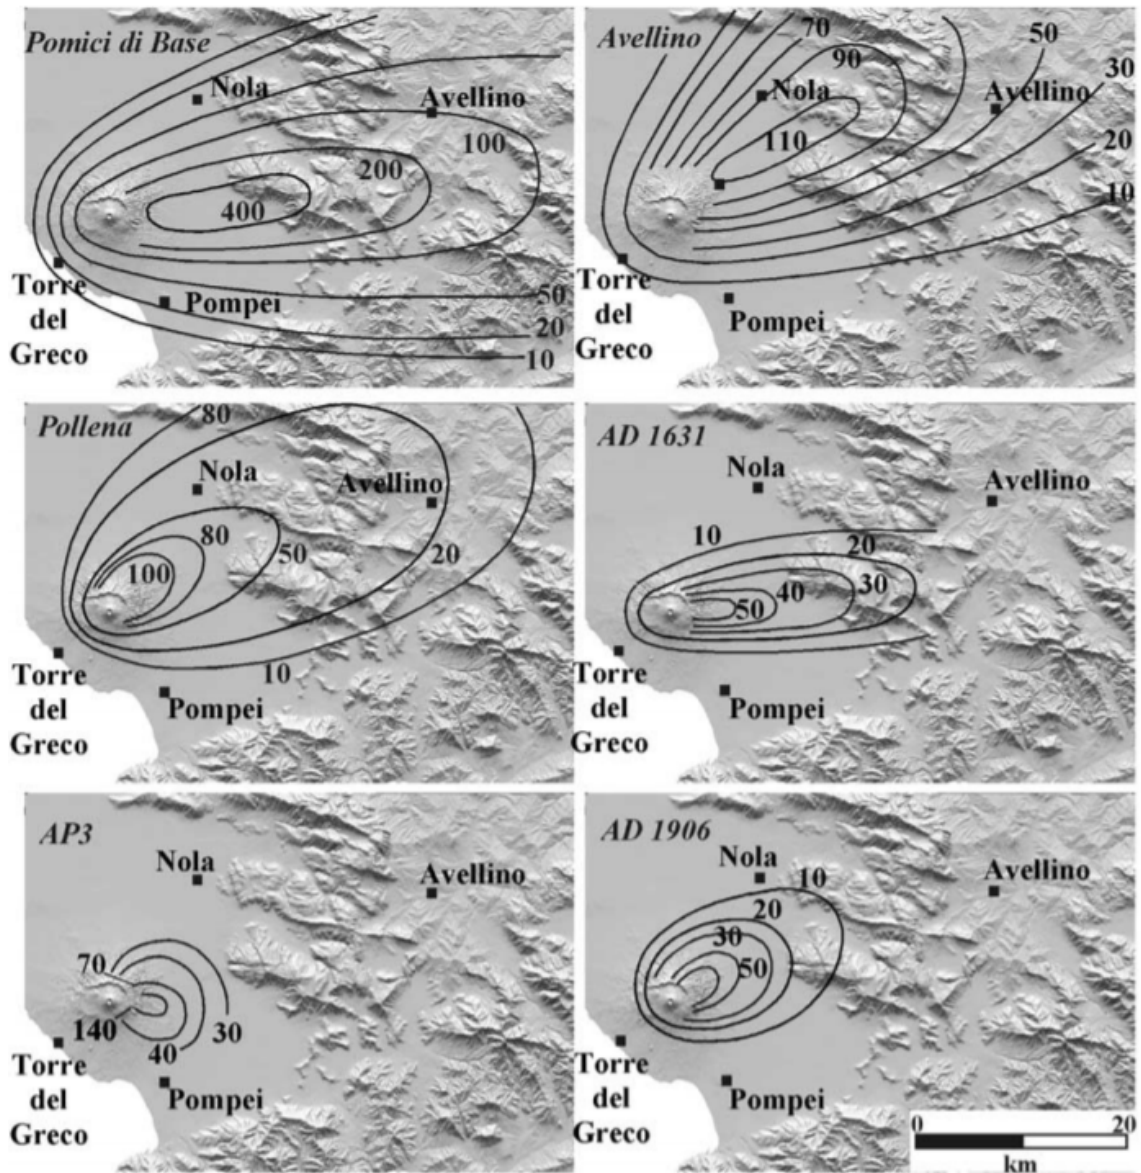 Pomici di Base
Nola
Avellino
100
200
400
Torre
del
Greco
Pompei
50
20
10
Avellino
70
50
90
30
Nola
Avellino
110
20
10
Torre
del
Greco
Pompei
Pollena
80
Nola
Avellino
80
50
20
100
10
Torre
del
Greco
Pompei
AD 1631
Nola
Avellino
10
20
40
30
50
Torre
del
Greco
Pompei
AP3
Nola
Avellino
70
140
30
40
Torre
del
Greco
Pompei
AD 1906
Nola
10
Avellino
20
30
50
Torre
del
Greco
Pompei
0 20
km